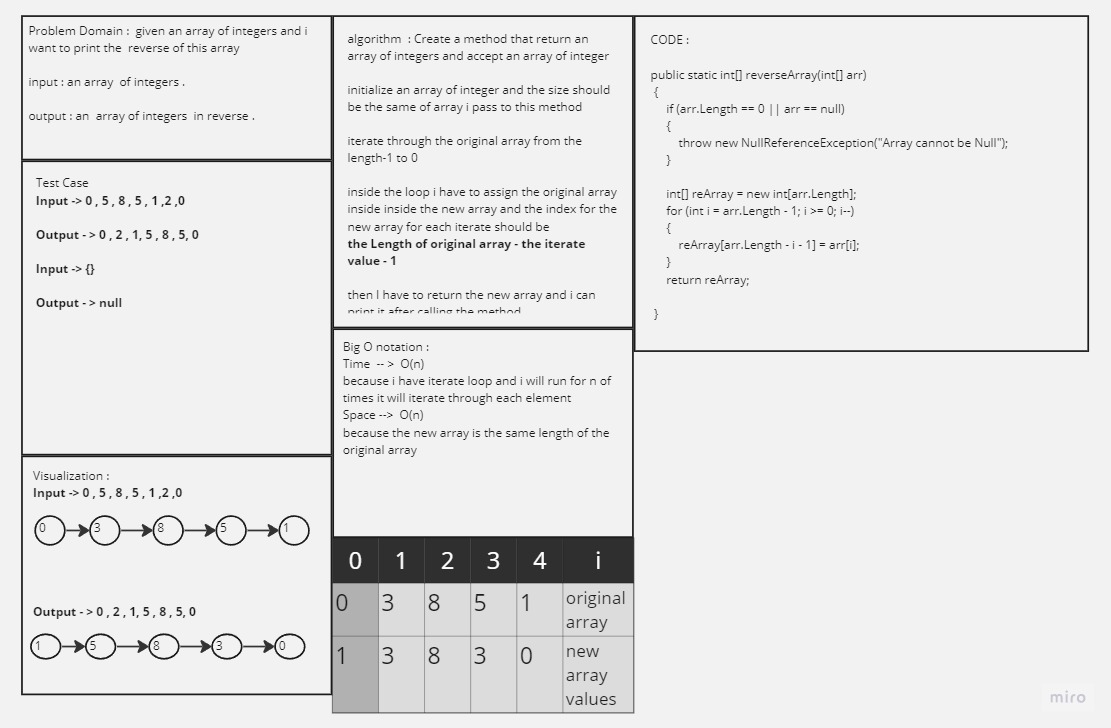 Problem Domain : given an array of integers and i
want to print the reverse of this array
input : an array of integers .
output : an array of integers in reverse .
Test Case
Input -> 0 , 5 , 8 , 5 , 1 ,2 ,0
Output - > 0 , 2 , 1, 5 , 8 , 5, 0
Input -> {}
Output - > null
Visualization :
Input -> 0 , 5 , 8 , 5 , 1 ,2 ,0
0 3 8 5 1
Output - > 0 , 2 , 1, 5 , 8 , 5, 0
1 5 8 3 0
algorithm : Create a method that return an
array of integers and accept an array of integer
initialize an array of integer and the size should
be the same of array i pass to this method
iterate through the original array from the
length-1 to 0
inside the loop i have to assign the original array
inside inside the new array and the index for the
new array for each iterate should be
the Length of original array - the iterate
value - 1
then I have to return the new array and i can
print it after calling the method
Big O notation :
Time -- > O(n)
because i have iterate loop and i will run for n of
times it will iterate through each element
Space --> O(n)
because the new array is the same length of the
original array
0 1 2 3 4 i
0 3 8 5 1 original
array
1 3 8 3 0 new
array
values
CODE :
public static int[] reverseArray(int[] arr)
{
if (arr.Length == 0 || arr == null)
{
throw new NullReferenceException("Array cannot be Null");
}
int[] reArray = new int[arr.Length];
for (int i = arr.Length - 1; i >= 0; i--)
{
reArray[arr.Length - i - 1] = arr[i];
}
return reArray;
}
miro